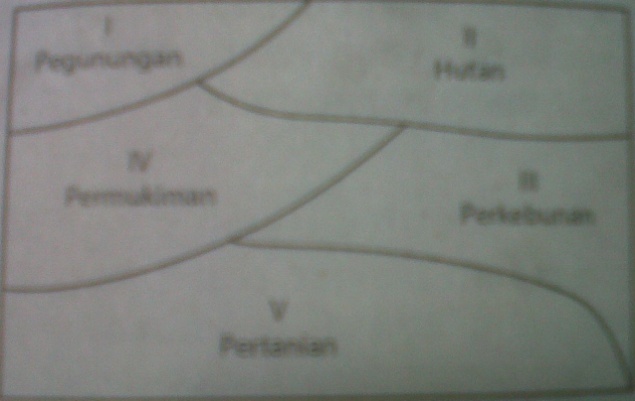 I
Pegunungan
II
Hutan
IV
Permukiman
III
Perkebunan
V
Pertanian